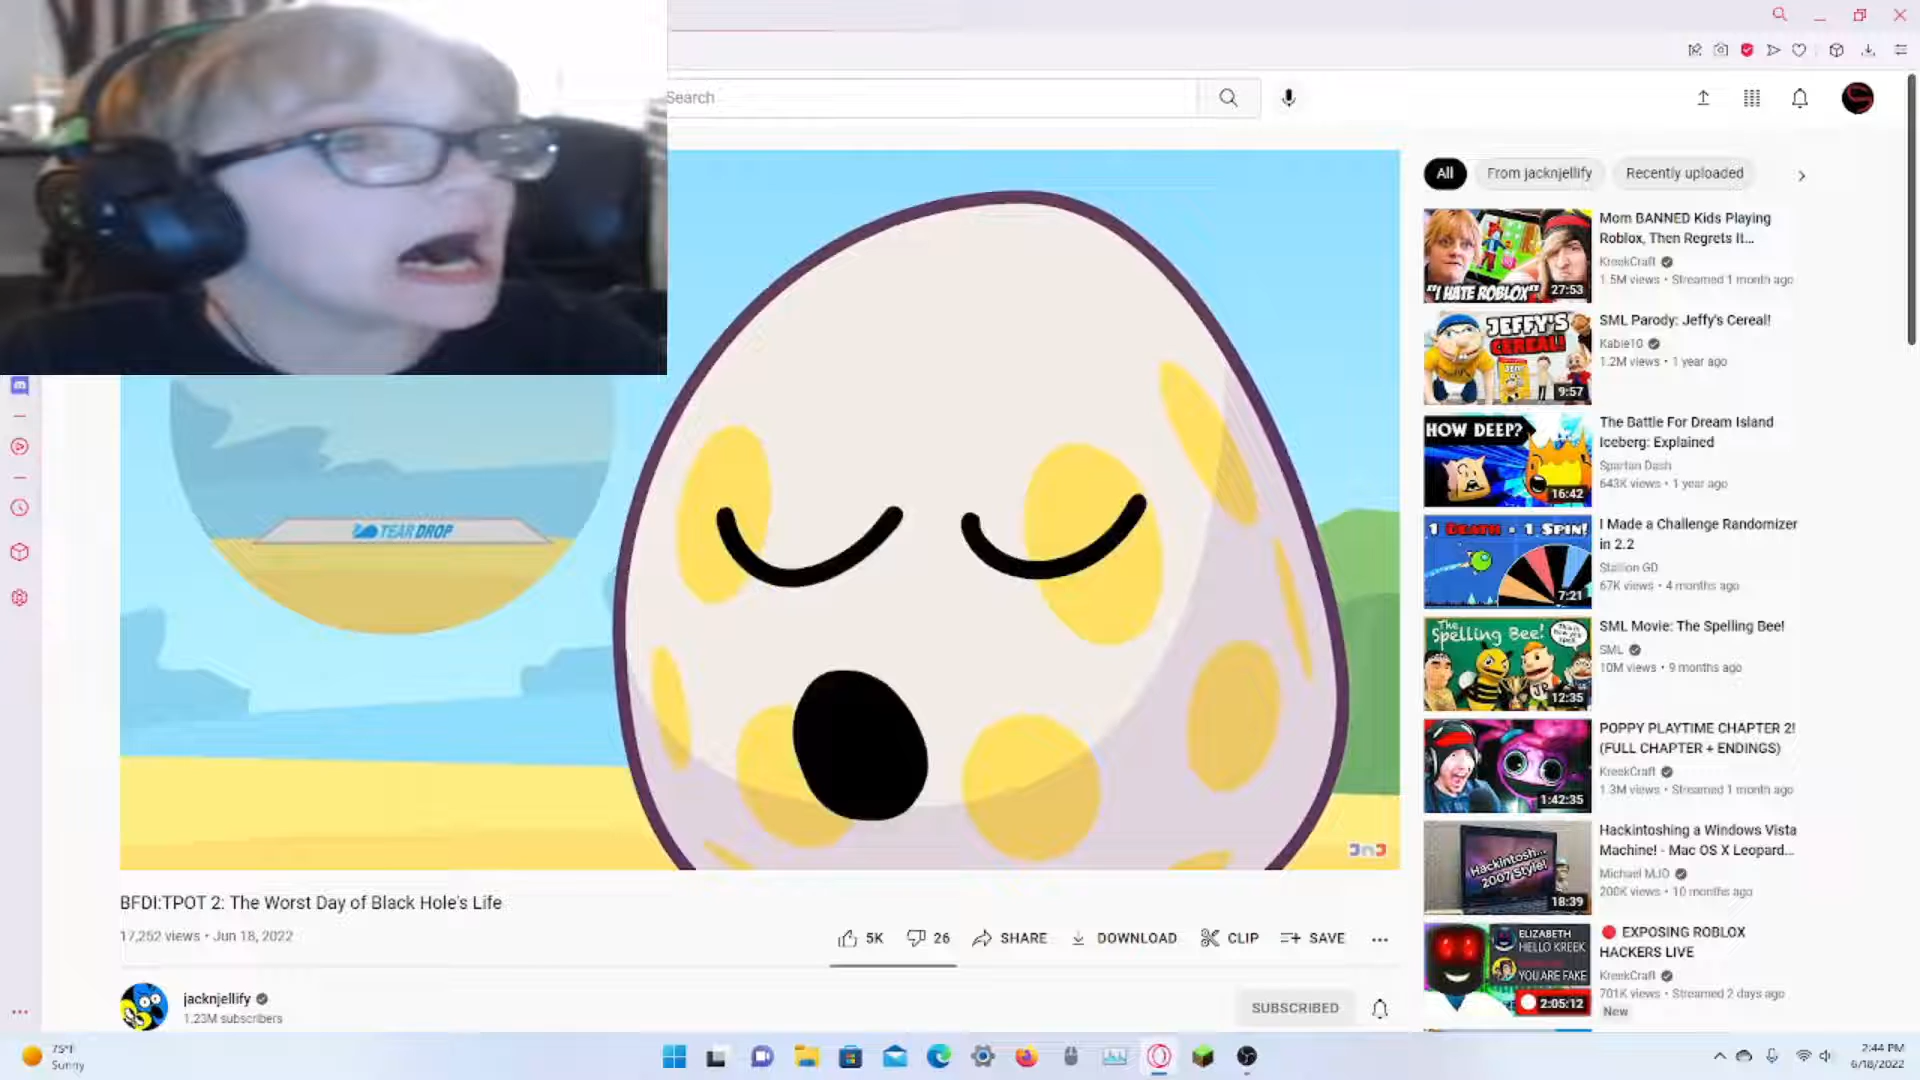 Search
TEAR DROP
BFDI:TPOT 2: The Worst Day of Black Hole's Life
17,252 views • Jun 18, 2022
5K
26
SHARE
DOWNLOAD
CLIP
SAVE
jacknjellify
1.23M subscribers
SUBSCRIBED
All
From jacknjellify
Recently uploaded
"I HATE ROBLOX"
27:53
Mom BANNED Kids Playing
Roblox, Then Regrets It...
KreekCraft
1.5M views • Streamed 1 month ago
JEFFY'S
CEREAL!
9:57
SML Parody: Jeffy's Cereal!
Kable10
1.2M views • 1 year ago
HOW DEEP?
16:42
The Battle For Dream Island
Iceberg: Explained
Spartan Dash
643K views • 1 year ago
1 DEATH = 1 SPIN!
7:21
I Made a Challenge Randomizer
in 2.2
Stallion GD
67K views • 4 months ago
The
Spelling Bee!
JP
12:35
SML Movie: The Spelling Bee!
SML
10M views • 9 months ago
1:42:35
POPPY PLAYTIME CHAPTER 2!
(FULL CHAPTER + ENDINGS)
KreekCraft
1.3M views • Streamed 1 month ago
Hackintosh...
2007 Style!
18:39
Hackintoshing a Windows Vista
Machine! - Mac OS X Leopard...
Michael MJD
200K views • 10 months ago
ELIZABETH
HELLO KREEK
YOU ARE FAKE
2:05:12
EXPOSING ROBLOX
HACKERS LIVE
KreekCraft
701K views • Streamed 2 days ago
New
75°F
Sunny
2:44 PM
6/18/2022